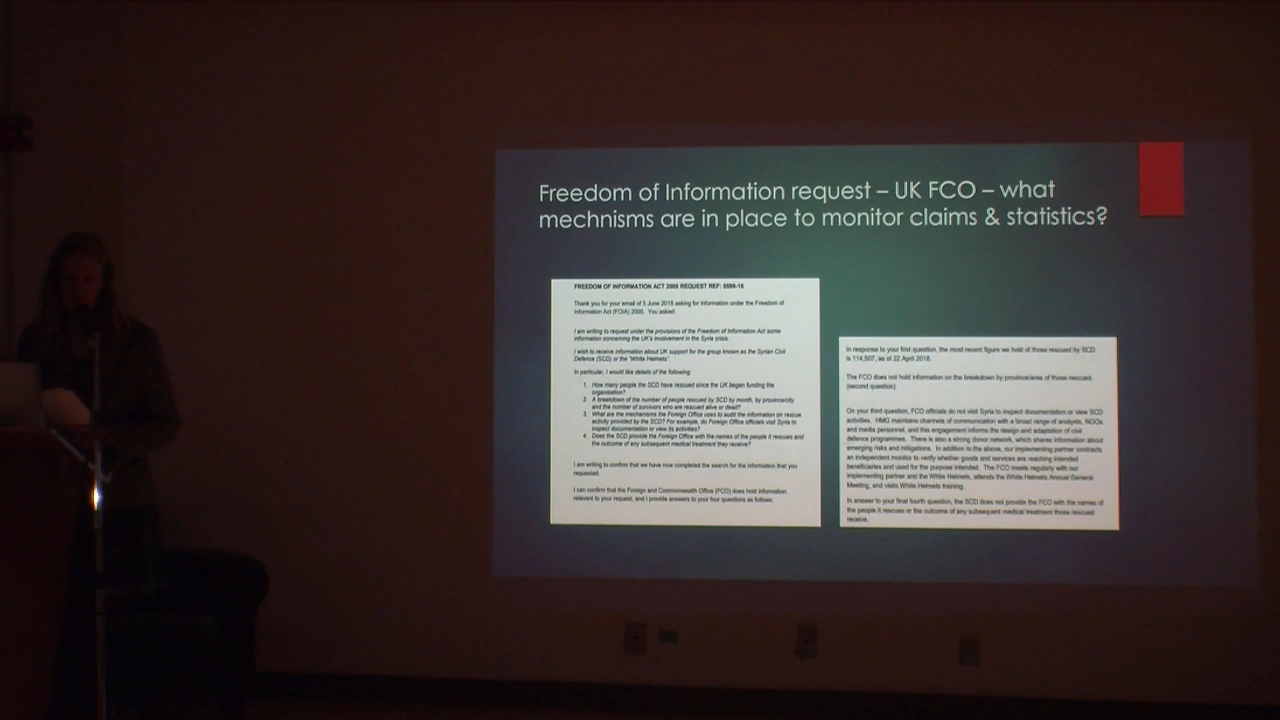 Freedom of Information request – UK FCO – what
mechnisms are in place to monitor claims & statistics?
FREEDOM OF INFORMATION ACT 2000 REQUEST REF: 0599-18
Thank you for your email of 5 June 2018 asking for information under the Freedom of
Information Act (FOIA) 2000. You asked:
I am writing to request under the provisions of the Freedom of Information Act some
information concerning the UK's involvement in the Syria crisis.
I wish to receive information about UK support for the group known as the Syrian Civil
Defence (SCD) or the "White Helmets".
In particular, I would like details of the following:
1. How many people the SCD have rescued since the UK began funding the
organisation?
2. A breakdown of the number of people rescued by SCD by month, by province/city
and the number of survivors who are rescued alive or dead?
3. What are the mechanisms the Foreign Office uses to audit the information on rescue
activity provided by the SCD? For example, do Foreign Office officials visit Syria to
inspect documentation or view its activities?
4. Does the SCD provide the Foreign Office with the names of the people it rescues and
the outcome of any subsequent medical treatment they receive?
I am writing to confirm that we have now completed the search for the information that you
requested.
I can confirm that the Foreign and Commonwealth Office (FCO) does hold information
relevant to your request, and I provide answers to your four questions as follows:
In response to your first question, the most recent figure we hold of those rescued by SCD
is 114,507, as of 22 April 2018.
The FCO does not hold information on the breakdown by province/area of those rescued.
(second question)
On your third question, FCO officials do not visit Syria to inspect documentation or view SCD
activities. HMG maintains channels of communication with a broad range of analysts, NGOs
and media personnel, and this engagement informs the design and adaptation of civil
defence programmes. There is also a strong donor network, which shares information about
emerging risks and mitigations. In addition to the above, our implementing partner contracts
an independent monitor to verify whether goods and services are reaching intended
beneficiaries and used for the purpose intended. The FCO meets regularly with our
implementing partner and the White Helmets, attends the White Helmets Annual General
Meeting, and visits White Helmets training.
In answer to your final fourth question, the SCD does not provide the FCO with the names of
the people it rescues or the outcome of any subsequent medical treatment those rescued
receive.